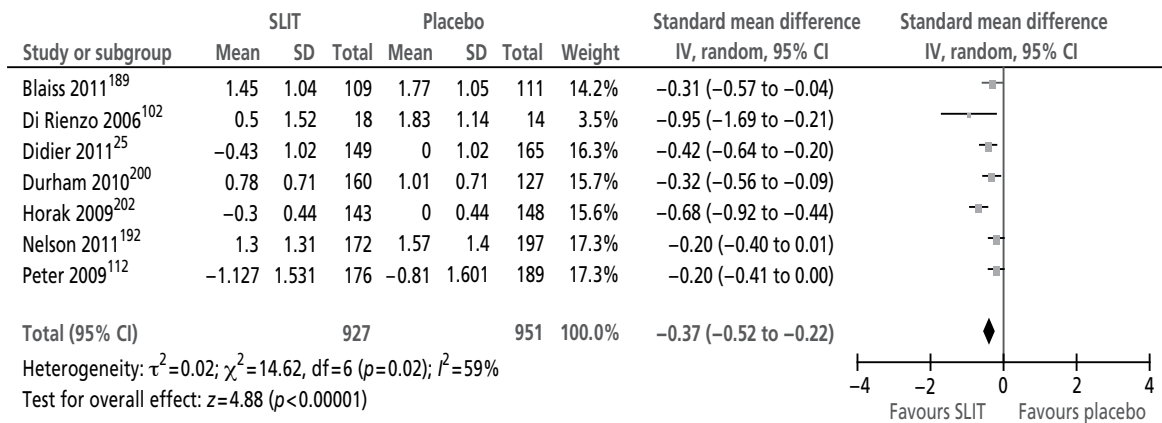 SLIT Placebo Standard mean difference Standard mean difference
Study or subgroup Mean SD Total Mean SD Total Weight IV, random, 95% CI IV, random, 95% CI
Blaiss 2011¹⁸⁹ 1.45 1.04 109 1.77 1.05 111 14.2% −0.31 (−0.57 to −0.04)
Di Rienzo 2006¹⁰² 0.5 1.52 18 1.83 1.14 14 3.5% −0.95 (−1.69 to −0.21)
Didier 2011²⁵ −0.43 1.02 149 0 1.02 165 16.3% −0.42 (−0.64 to −0.20)
Durham 2010²⁰⁰ 0.78 0.71 160 1.01 0.71 127 15.7% −0.32 (−0.56 to −0.09)
Horak 2009²⁰² −0.3 0.44 143 0 0.44 148 15.6% −0.68 (−0.92 to −0.44)
Nelson 2011¹⁹² 1.3 1.31 172 1.57 1.4 197 17.3% −0.20 (−0.40 to 0.01)
Peter 2009¹¹² −1.127 1.531 176 −0.81 1.601 189 17.3% −0.20 (−0.41 to 0.00)
Total (95% CI) 927 951 100.0% −0.37 (−0.52 to −0.22)
Heterogeneity: τ²=0.02; χ²=14.62, df=6 (p=0.02); I²=59%
Test for overall effect: z=4.88 (p<0.00001)
−4 −2 0 2 4
Favours SLIT Favours placebo